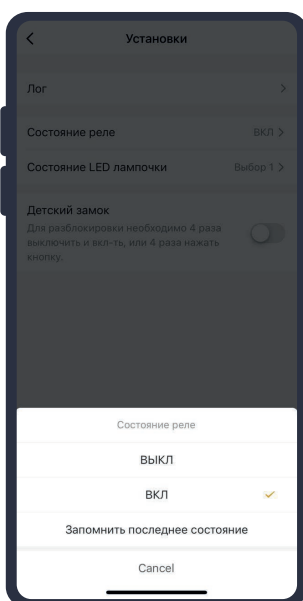 Установки
Лог
Состояние реле ВКЛ
Состояние LED лампочки Выбор 1
Детский замок
Для разблокировки необходимо 4 раза
выключить и вкл-ть, или 4 раза нажать
кнопку.
Состояние реле
ВЫКЛ
ВКЛ
Запомнить последнее состояние
Cancel